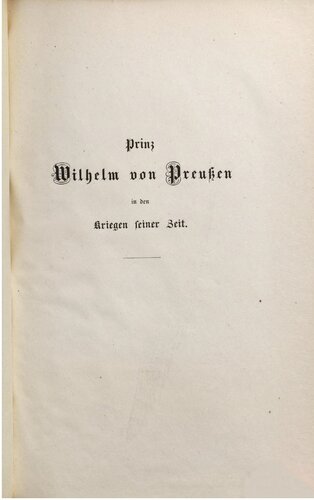 Prinz
Wilhelm von Preußen
in den
Kriegen seiner Zeit.